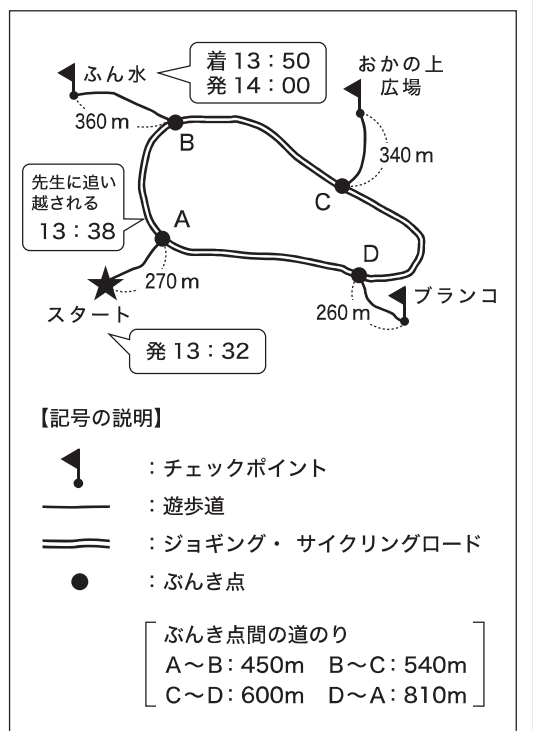 ふん水
着 13：50
発 14：00
おかの上
広場
360 m
B
340 m
C
先生に追い
越される
13：38
A
D
270 m
スタート
ブランコ
260 m
発 13：32
【記号の説明】
：チェックポイント
：遊歩道
：ジョギング・ サイクリングロード
：ぶんき点
ぶんき点間の道のり
A～B：450m　B～C：540m
C～D：600m　D～A：810m